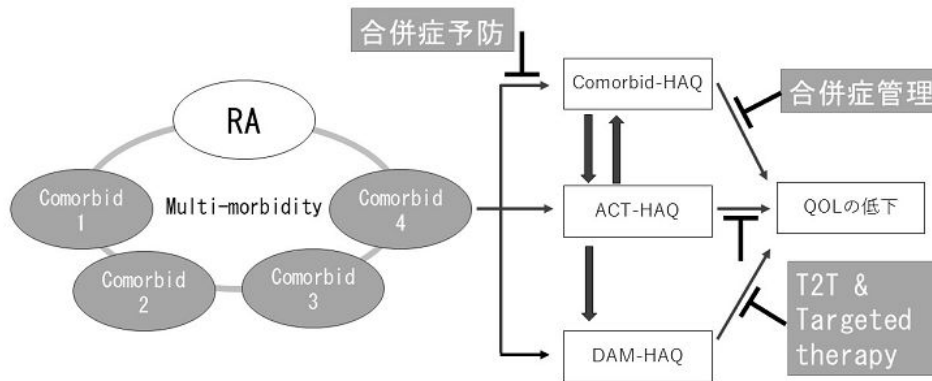 合併症予防
Comorbid-HAQ
合併症管理
RA
Comorbid
1
Multi-morbidity
Comorbid
4
ACT-HAQ
QOLの低下
Comorbid
2
Comorbid
3
T2T &
Targeted
therapy
DAM-HAQ